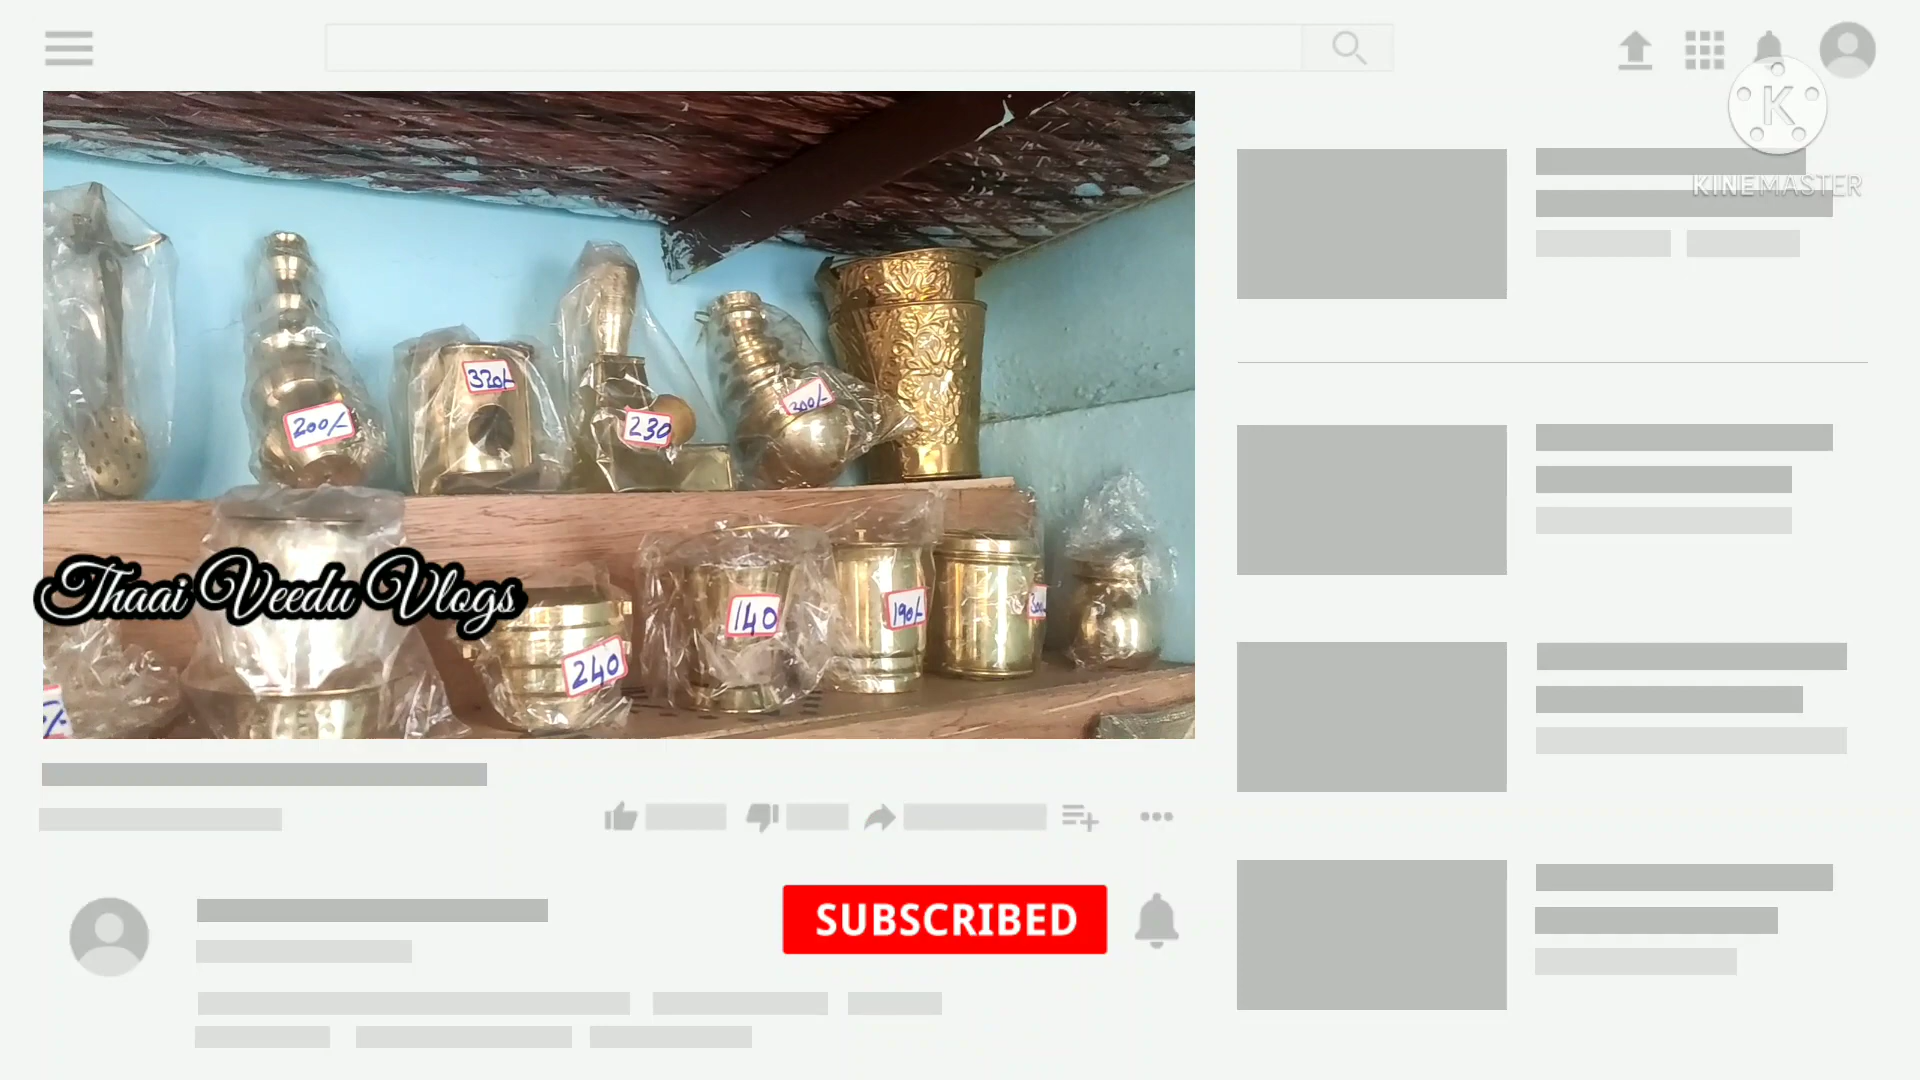 KINEMASTER
320/-
200/-
230
300/-
Thaai Veedu Vlogs
140
190/-
240
SUBSCRIBED